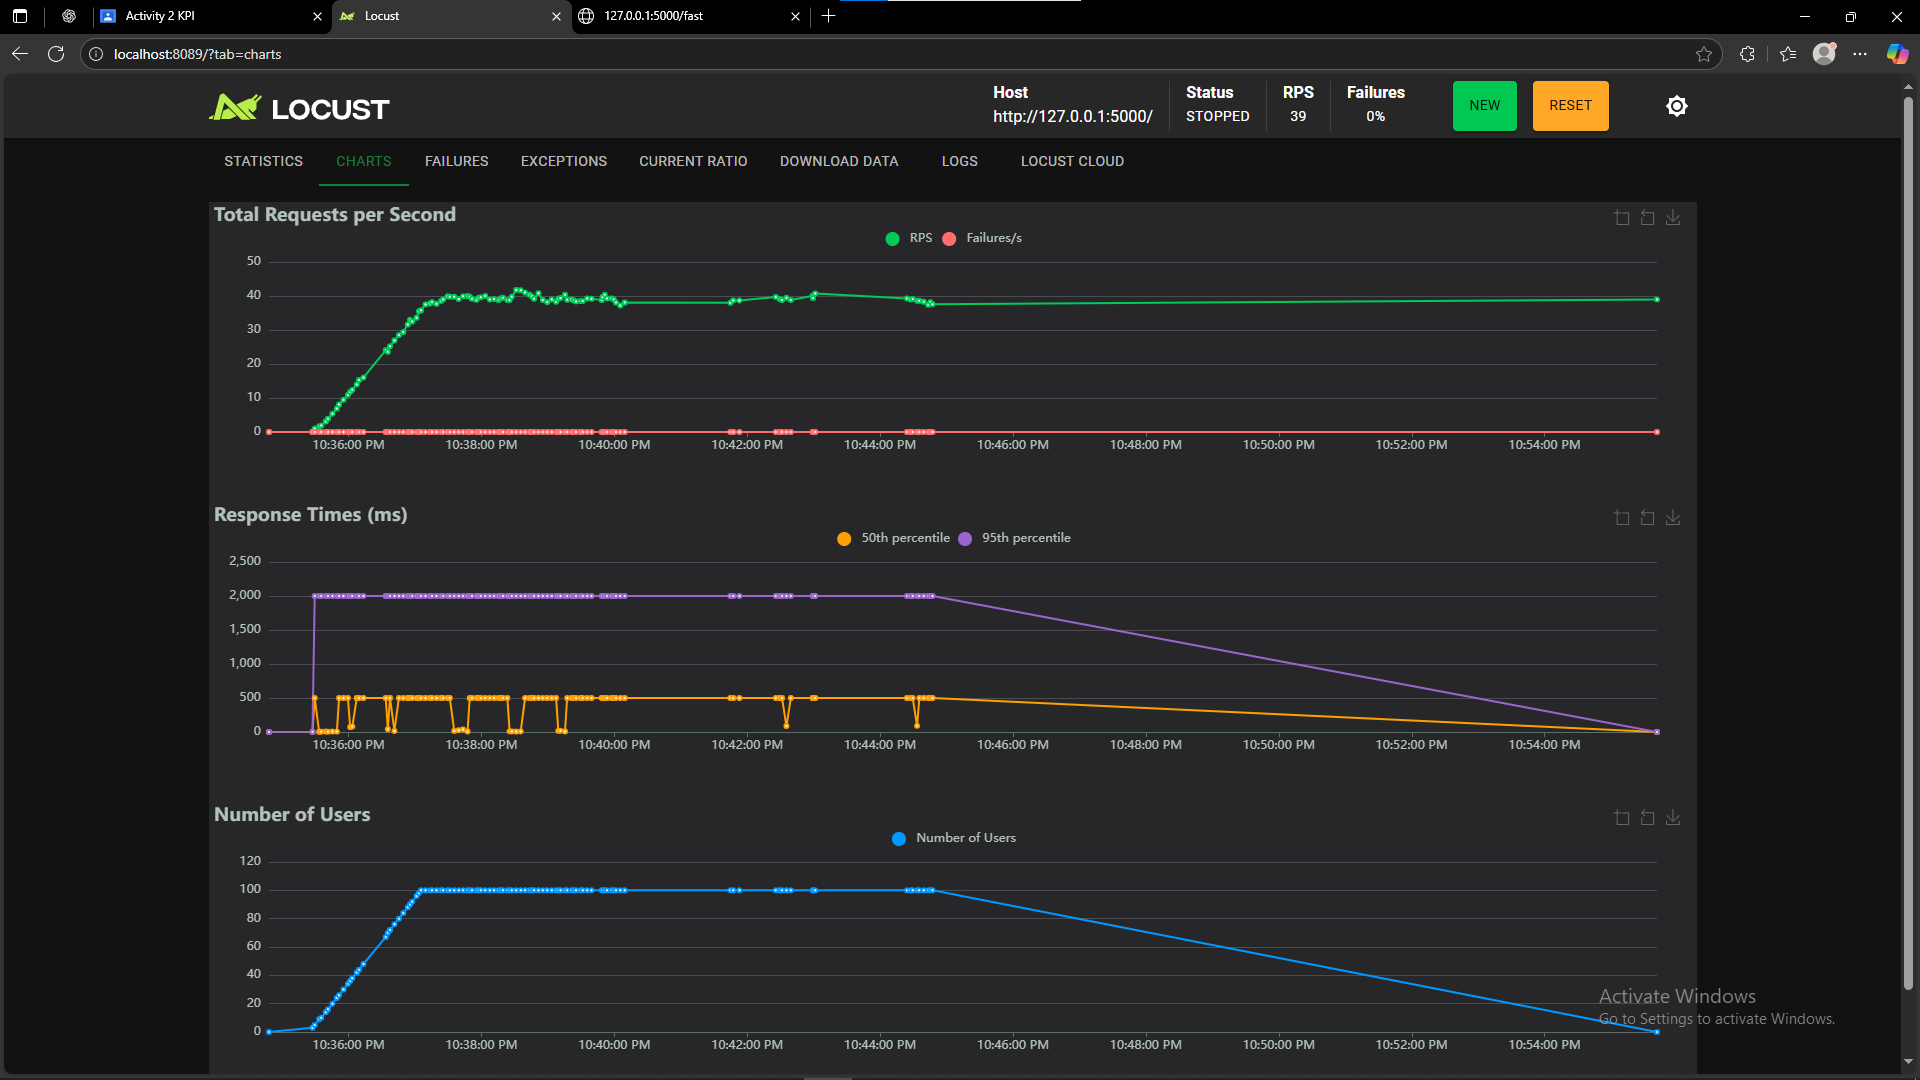 Activity 2 KPI
Locust
127.0.0.1:5000/fast
localhost:8089/?tab=charts
LOCUST
Host
http://127.0.0.1:5000/
Status
STOPPED
RPS
39
Failures
0%
NEW
RESET
STATISTICS
CHARTS
FAILURES
EXCEPTIONS
CURRENT RATIO
DOWNLOAD DATA
LOGS
LOCUST CLOUD
Total Requests per Second
RPS Failures/s
50
40
30
20
10
0
10:36:00 PM 10:38:00 PM 10:40:00 PM 10:42:00 PM 10:44:00 PM 10:46:00 PM 10:48:00 PM 10:50:00 PM 10:52:00 PM 10:54:00 PM
Response Times (ms)
50th percentile 95th percentile
2,500
2,000
1,500
1,000
500
0
10:36:00 PM 10:38:00 PM 10:40:00 PM 10:42:00 PM 10:44:00 PM 10:46:00 PM 10:48:00 PM 10:50:00 PM 10:52:00 PM 10:54:00 PM
Number of Users
Number of Users
120
100
80
60
40
20
0
10:36:00 PM 10:38:00 PM 10:40:00 PM 10:42:00 PM 10:44:00 PM 10:46:00 PM 10:48:00 PM 10:50:00 PM 10:52:00 PM 10:54:00 PM
Activate Windows
Go to Settings to activate Windows.